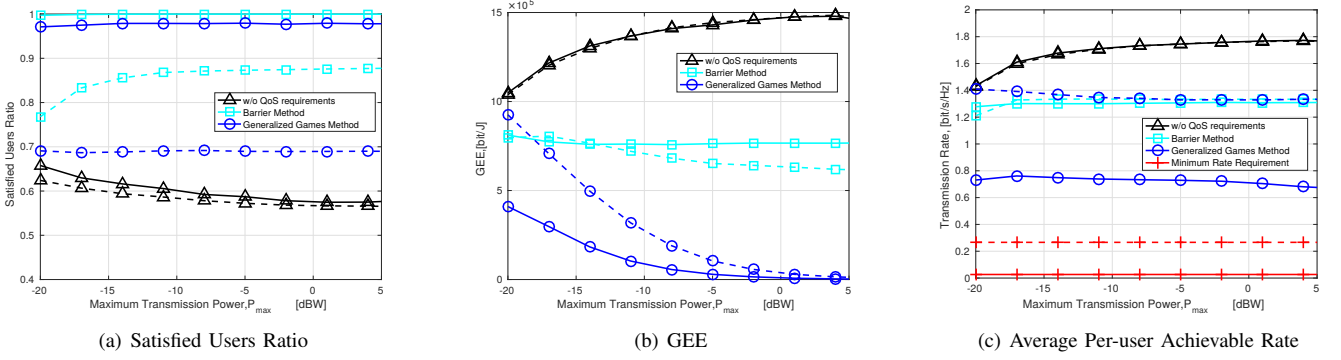 1
0.9
0.8
0.7
0.6
0.5
0.4
Satisfied Users Ratio
w/o QoS requirements
Barrier Method
Generalized Games Method
-20
-15
-10
-5
0
5
Maximum Transmission Power,P_max [dBW]
(a) Satisfied Users Ratio
15
×10^5
10
5
0
GEE,[bit/J]
w/o QoS requirements
Barrier Method
Generalized Games Method
-20
-15
-10
-5
0
5
Maximum Transmission Power,P_max [dBW]
(b) GEE
2
1.8
1.6
1.4
1.2
1
0.8
0.6
0.4
0.2
0
Transmission Rate, [bit/s/Hz]
w/o QoS requirements
Barrier Method
Generalized Games Method
Minimum Rate Requirement
-20
-15
-10
-5
0
5
Maximum Transmission Power,P_max [dBW]
(c) Average Per-user Achievable Rate